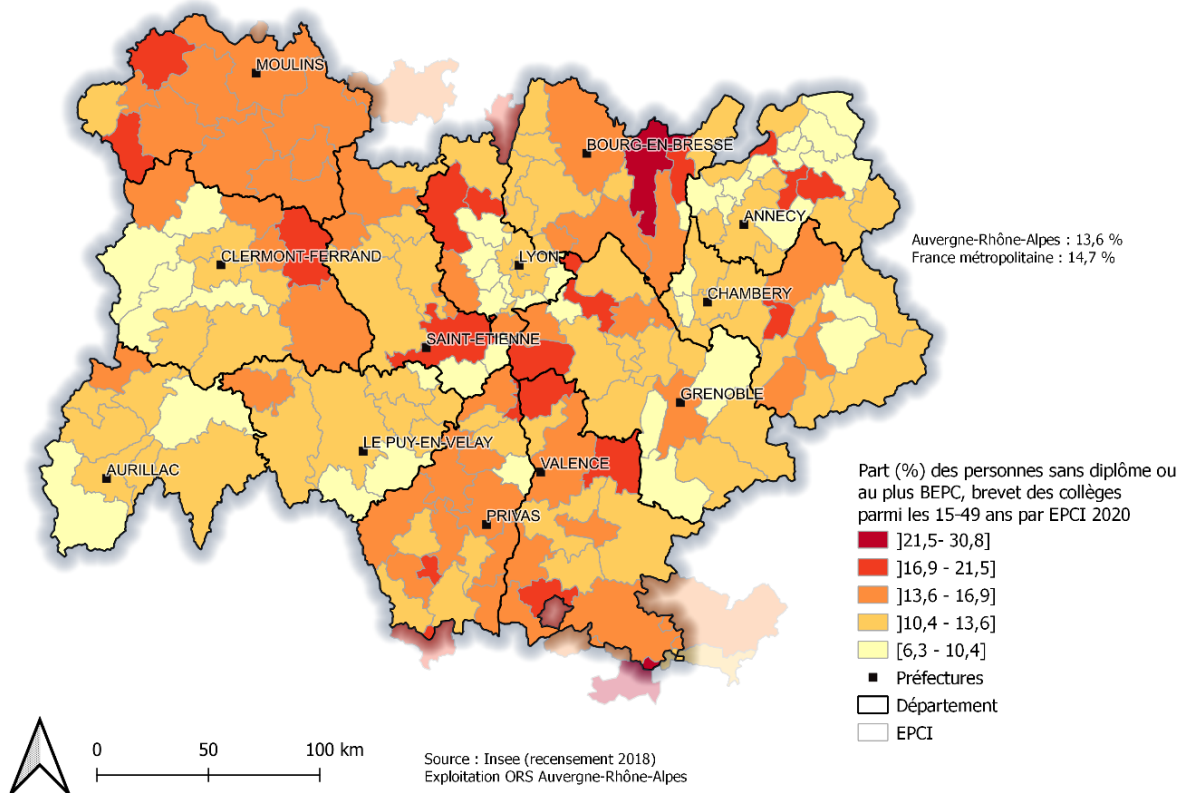 MOULINS
BOURG-EN-BRESSE
ANNECY
Auvergne-Rhône-Alpes : 13,6 %
France métropolitaine : 14,7 %
CLERMONT-FERRAND
LYON
CHAMBERY
SAINT-ETIENNE
GRENOBLE
LE PUY-EN-VELAY
AURILLAC
VALENCE
PRIVAS
Part (%) des personnes sans diplôme ou
au plus BEPC, brevet des collèges
parmi les 15-49 ans par EPCI 2020
]21,5- 30,8]
]16,9 - 21,5]
]13,6 - 16,9]
]10,4 - 13,6]
[6,3 - 10,4]
Préfectures
Département
EPCI
0 50 100 km
Source : Insee (recensement 2018)
Exploitation ORS Auvergne-Rhône-Alpes